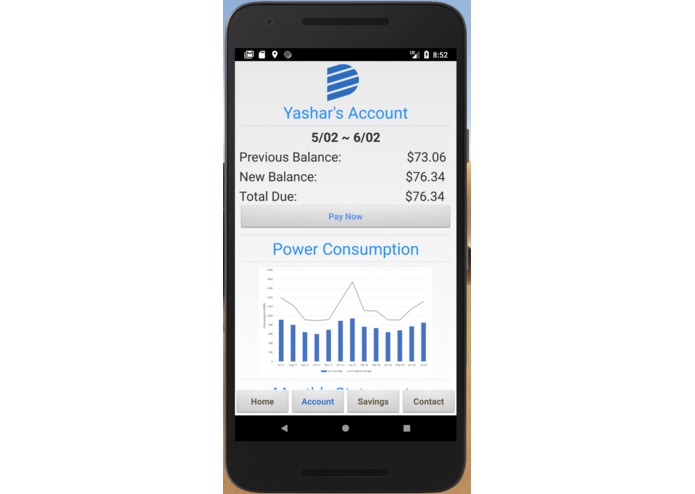 8:52
Yashar's Account
5/02 ~ 6/02
Previous Balance: $73.06
New Balance: $76.34
Total Due: $76.34
Pay Now
Power Consumption
Home Account Savings Contact